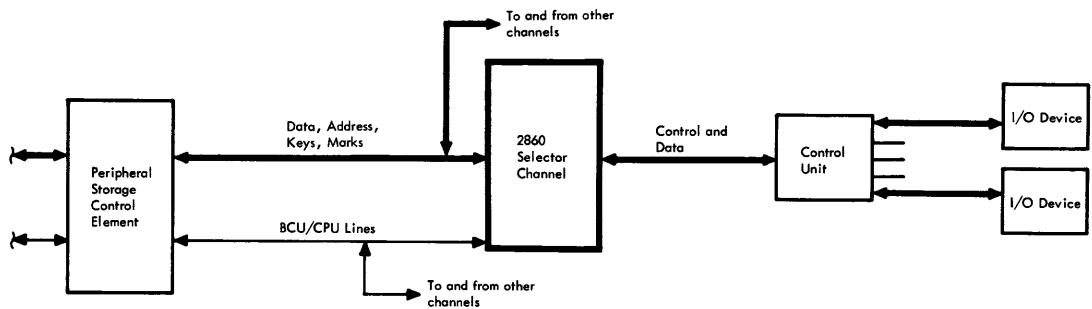 To and from other
channels
Data, Address,
Keys, Marks
2860
Selector
Channel
Control and
Data
Control
Unit
I/O Device
I/O Device
Peripheral
Storage
Control
Element
BCU/CPU Lines
To and from other
channels